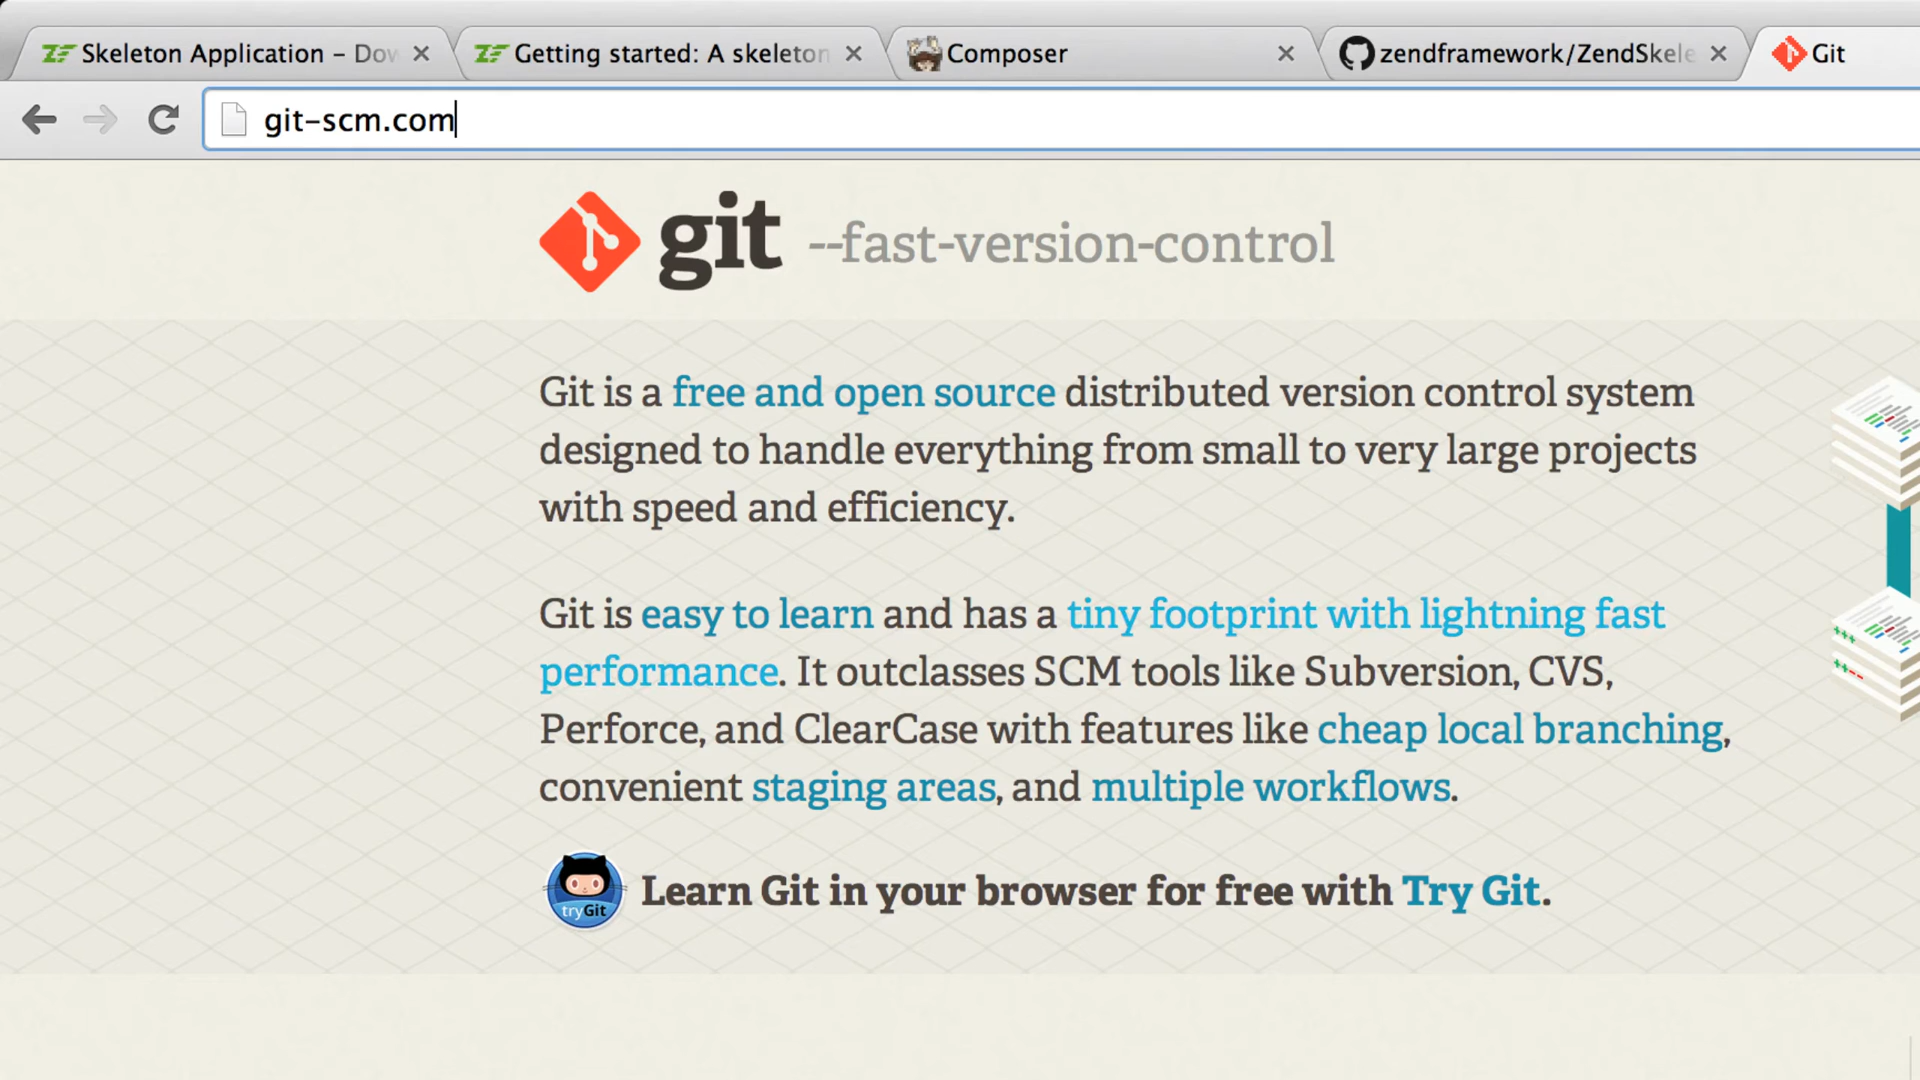 Skeleton Application – Dow
Getting started: A skeleton
Composer
zendframework/ZendSkele
Git
git-scm.com
git --fast-version-control
Git is a free and open source distributed version control system
designed to handle everything from small to very large projects
with speed and efficiency.
Git is easy to learn and has a tiny footprint with lightning fast
performance. It outclasses SCM tools like Subversion, CVS,
Perforce, and ClearCase with features like cheap local branching,
convenient staging areas, and multiple workflows.
tryGit
Learn Git in your browser for free with Try Git.